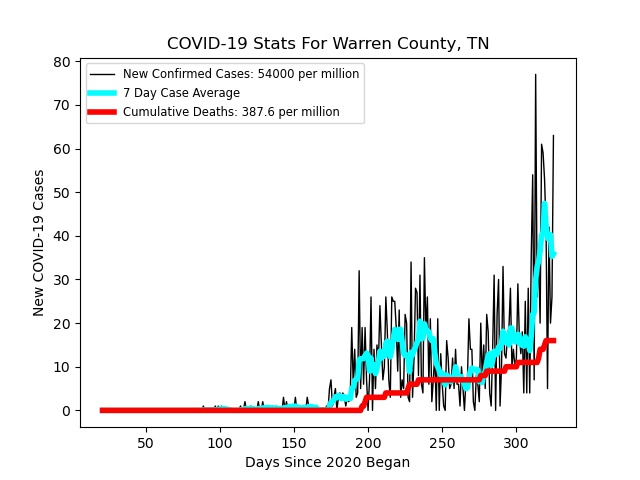 COVID-19 Stats For Warren County, TN
New Confirmed Cases: 54000 per million
7 Day Case Average
Cumulative Deaths: 387.6 per million
New COVID-19 Cases
80
70
60
50
40
30
20
10
0
50 100 150 200 250 300
Days Since 2020 Began